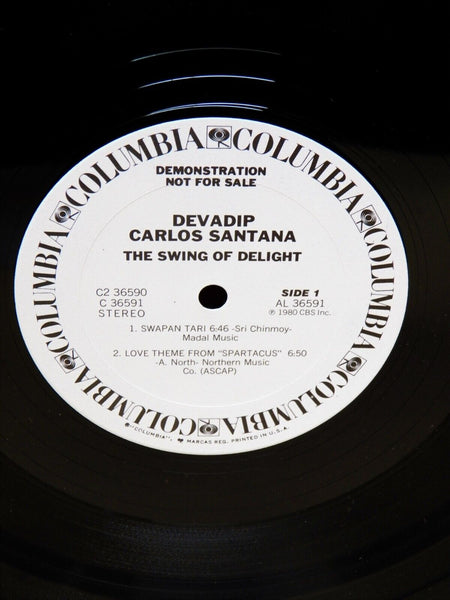 COLUMBIA COLUMBIA COLUMBIA COLUMBIA COLUMBIA COLUMBIA
DEMONSTRATION
NOT FOR SALE
DEVADIP
CARLOS SANTANA
THE SWING OF DELIGHT
C2 36590
C 36591
STEREO
SIDE 1
AL 36591
℗ 1980 CBS Inc.
1. SWAPAN TARI 6:46 -Sri Chinmoy-
Madal Music
2. LOVE THEME FROM "SPARTACUS" 6:50
-A. North- Northern Music
Co. (ASCAP)
® "COLUMBIA", MARCAS REG. PRINTED IN U.S.A.